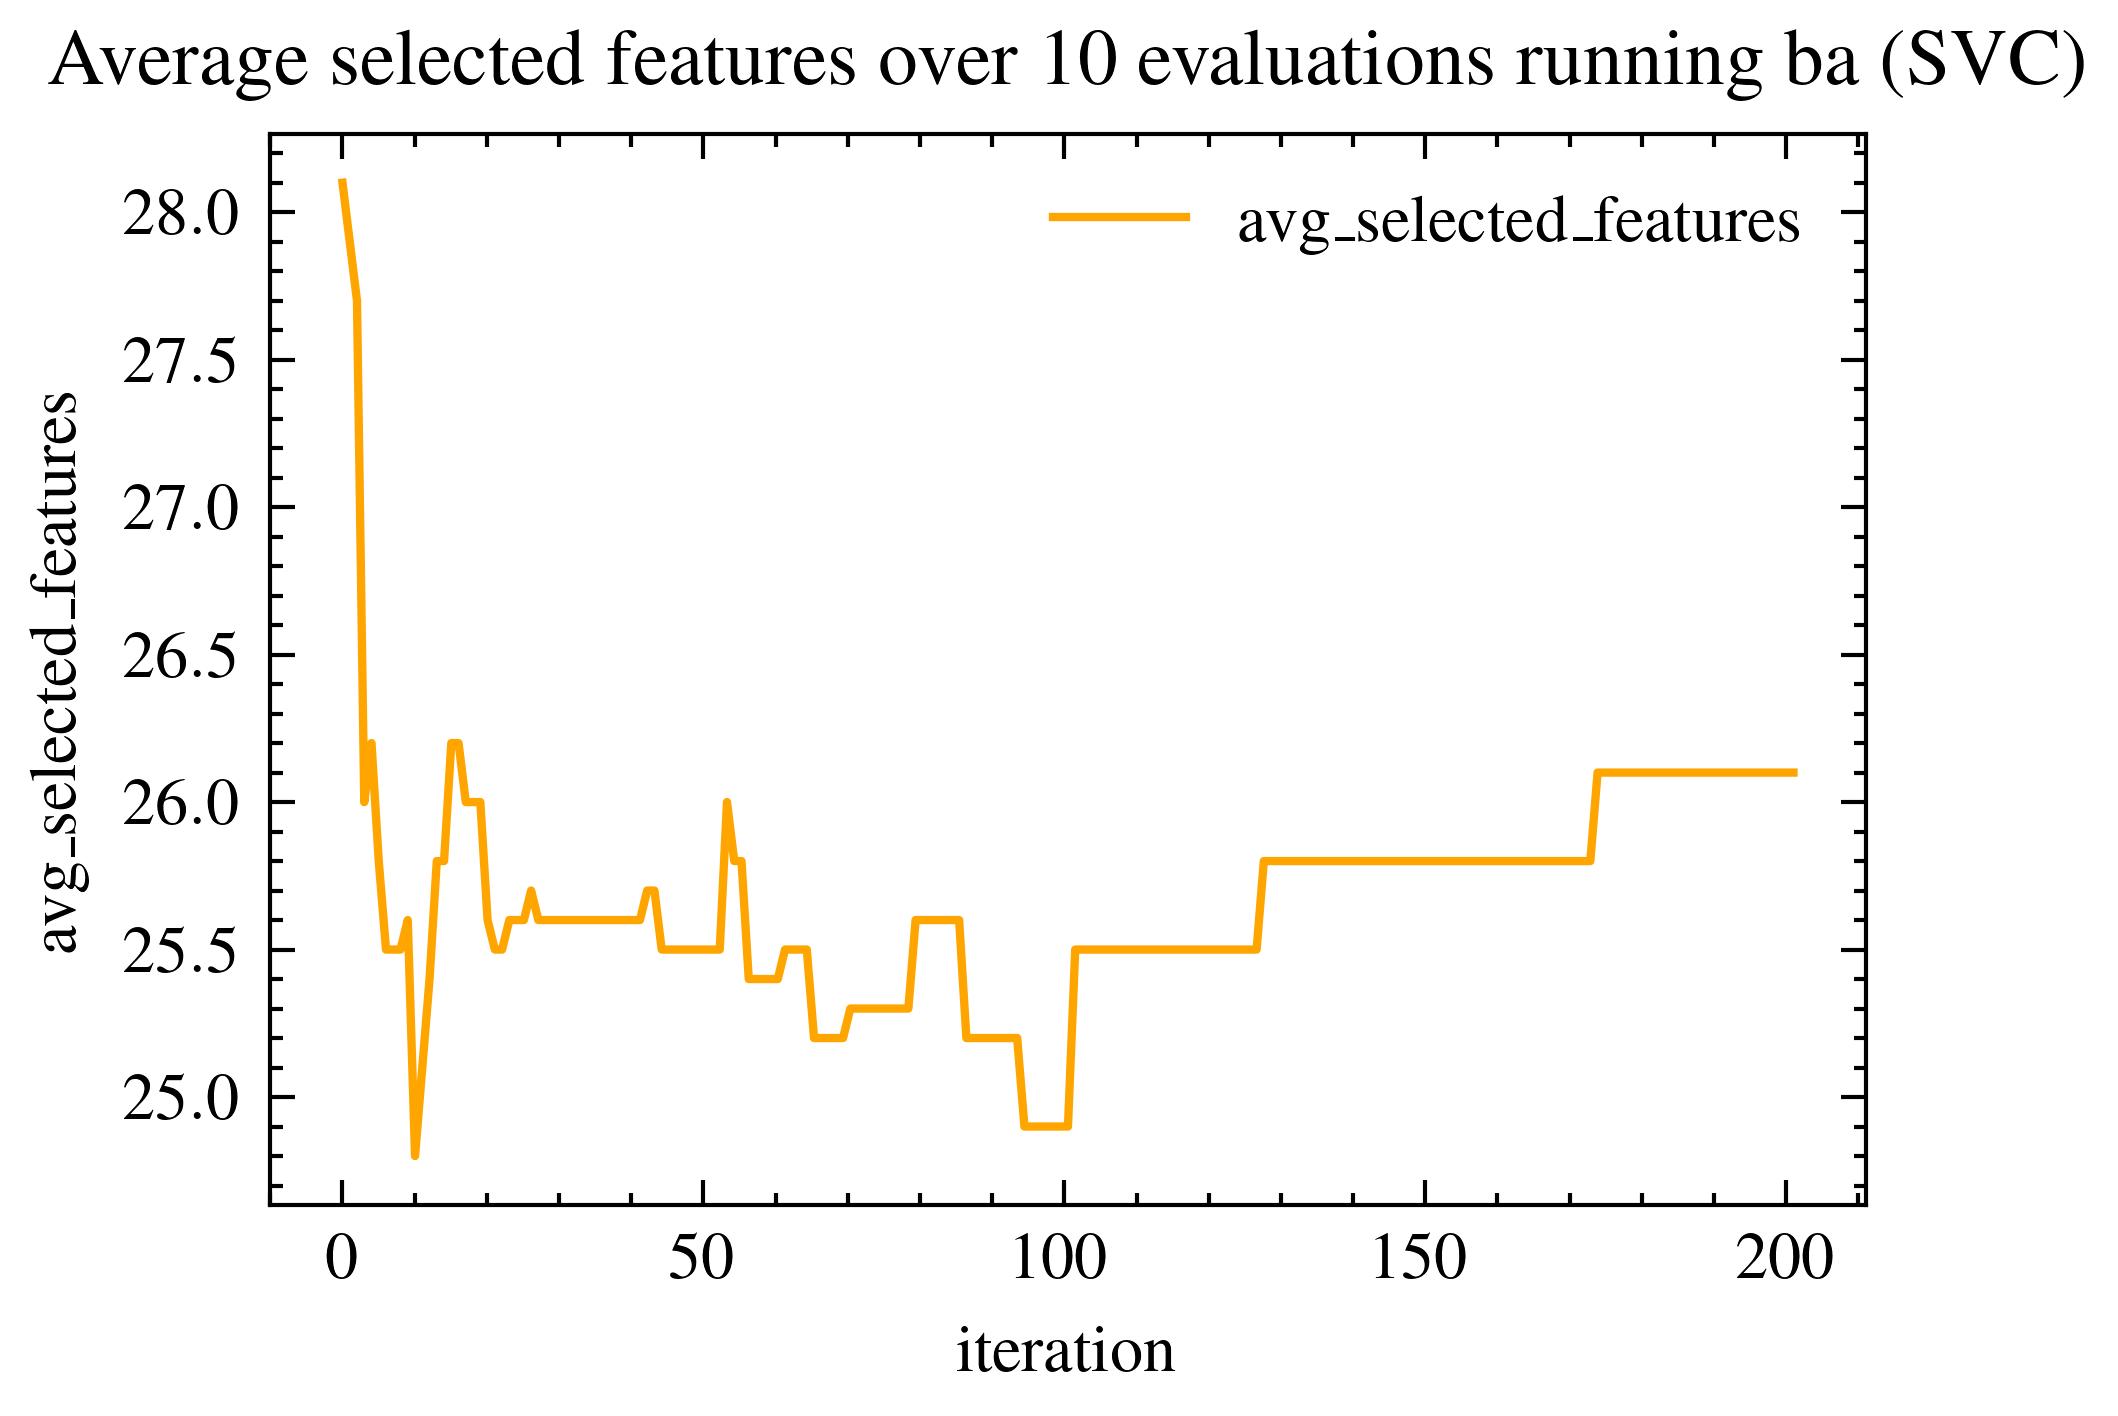 Average selected features over 10 evaluations running ba (SVC)
avg_selected_features
28.0
27.5
27.0
26.5
26.0
25.5
25.0
avg_selected_features
0 50 100 150 200
iteration